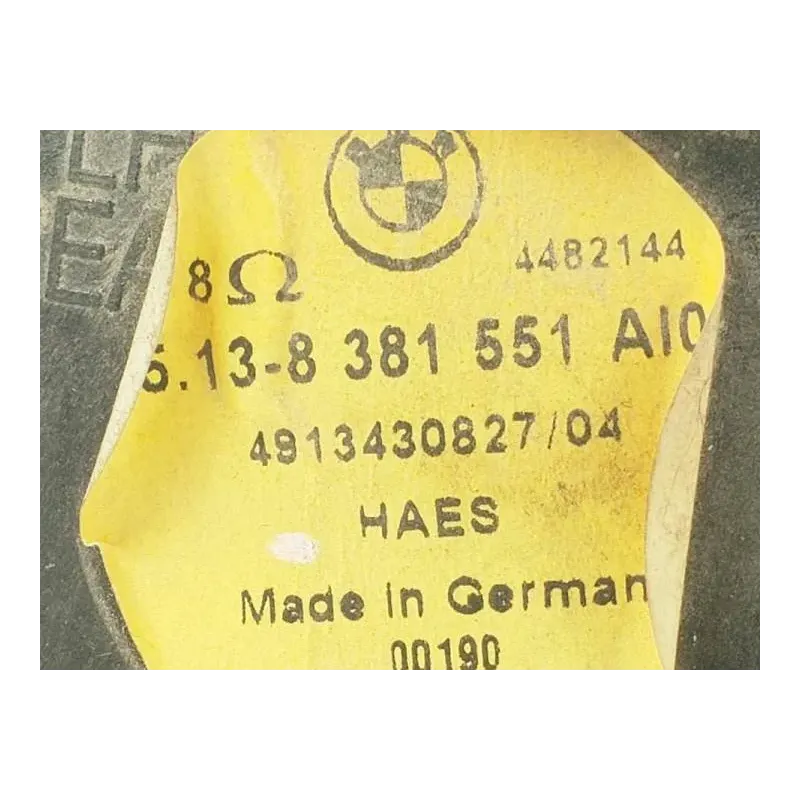 8Ω 4482144
5.13-8 381 551 AI0
4913430827/04
HAES
Made in German
00190